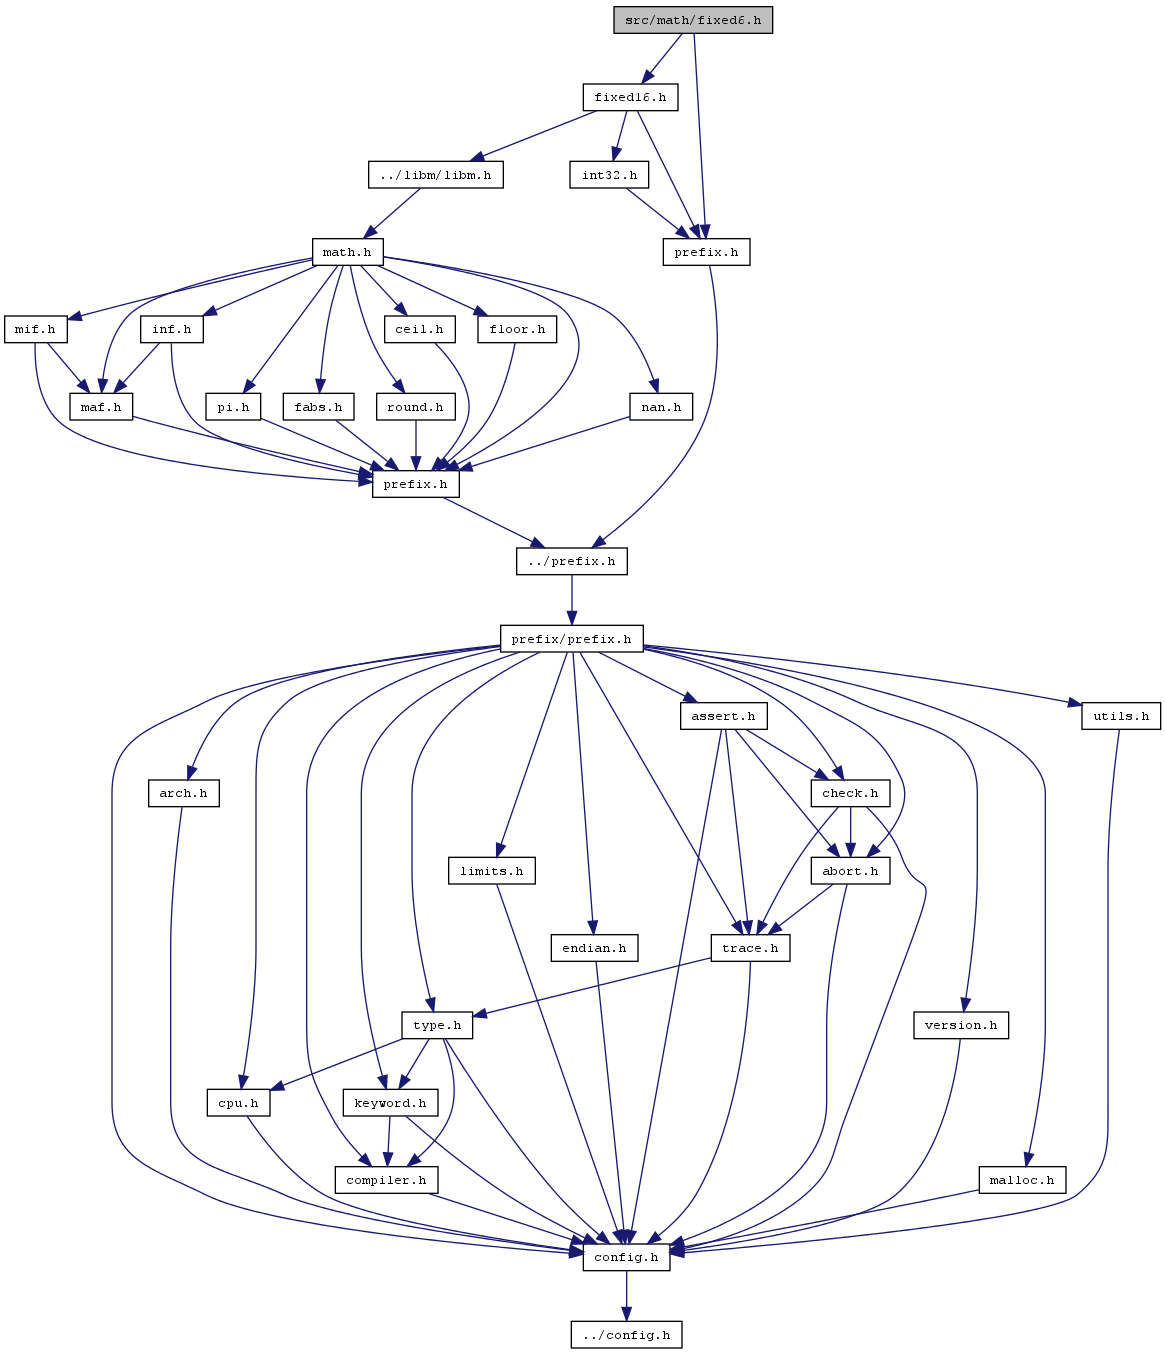 src/math/fixed6.h
fixed16.h
../libm/libm.h
int32.h
math.h
prefix.h
mif.h
inf.h
ceil.h
floor.h
maf.h
pi.h
fabs.h
round.h
nan.h
prefix.h
../prefix.h
prefix/prefix.h
assert.h
utils.h
arch.h
check.h
limits.h
abort.h
endian.h
trace.h
type.h
version.h
cpu.h
keyword.h
compiler.h
malloc.h
config.h
../config.h